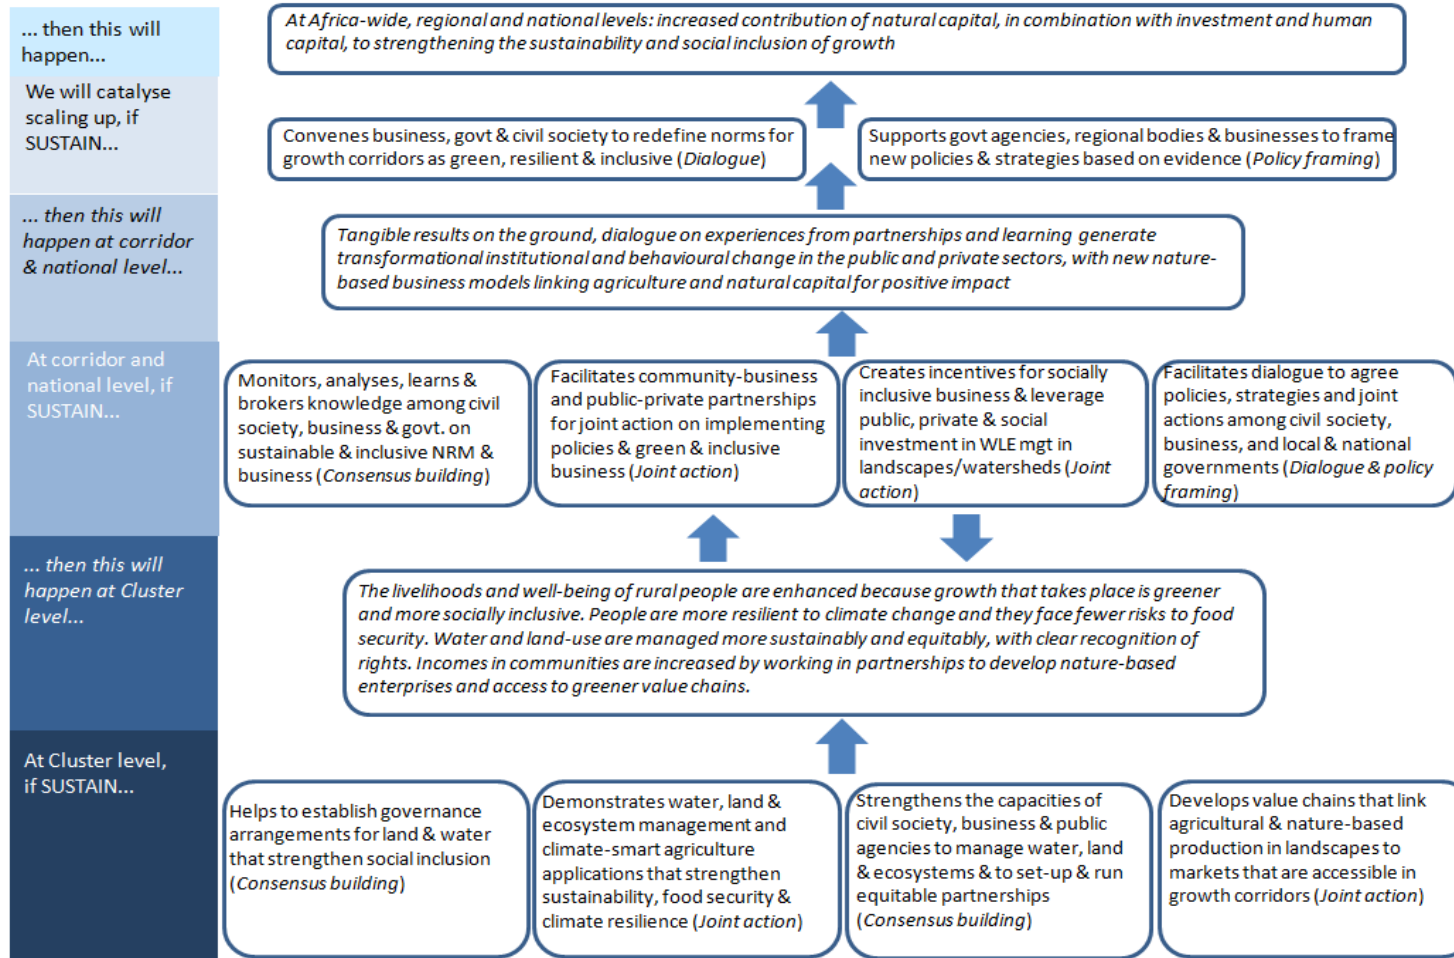 ... then this will
happen...
At Africa-wide, regional and national levels: increased contribution of natural capital, in combination with investment and human
capital, to strengthening the sustainability and social inclusion of growth
We will catalyse
scaling up, if
SUSTAIN...
Convenes business, govt & civil society to redefine norms for
growth corridors as green, resilient & inclusive (Dialogue)
Supports govt agencies, regional bodies & businesses to frame
new policies & strategies based on evidence (Policy framing)
... then this will
happen at corridor
& national level...
Tangible results on the ground, dialogue on experiences from partnerships and learning generate
transformational institutional and behavioural change in the public and private sectors, with new nature-
based business models linking agriculture and natural capital for positive impact
At corridor and
national level, if
SUSTAIN...
Monitors, analyses, learns &
brokers knowledge among civil
society, business & govt. on
sustainable & inclusive NRM &
business (Consensus building)
Facilitates community-business
and public-private partnerships
for joint action on implementing
policies & green & inclusive
business (Joint action)
Creates incentives for socially
inclusive business & leverage
public, private & social
investment in WLE mgt in
landscapes/watersheds (Joint
action)
Facilitates dialogue to agree
policies, strategies and joint
actions among civil society,
business, and local & national
governments (Dialogue & policy
framing)
... then this will
happen at Cluster
level...
The livelihoods and well-being of rural people are enhanced because growth that takes place is greener
and more socially inclusive. People are more resilient to climate change and they face fewer risks to food
security. Water and land-use are managed more sustainably and equitably, with clear recognition of
rights. Incomes in communities are increased by working in partnerships to develop nature-based
enterprises and access to greener value chains.
At Cluster level,
if SUSTAIN...
Helps to establish governance
arrangements for land & water
that strengthen social inclusion
(Consensus building)
Demonstrates water, land &
ecosystem management and
climate-smart agriculture
applications that strengthen
sustainability, food security &
climate resilience (Joint action)
Strengthens the capacities of
civil society, business & public
agencies to manage water, land
& ecosystems & to set-up & run
equitable partnerships
(Consensus building)
Develops value chains that link
agricultural & nature-based
production in landscapes to
markets that are accessible in
growth corridors (Joint action)